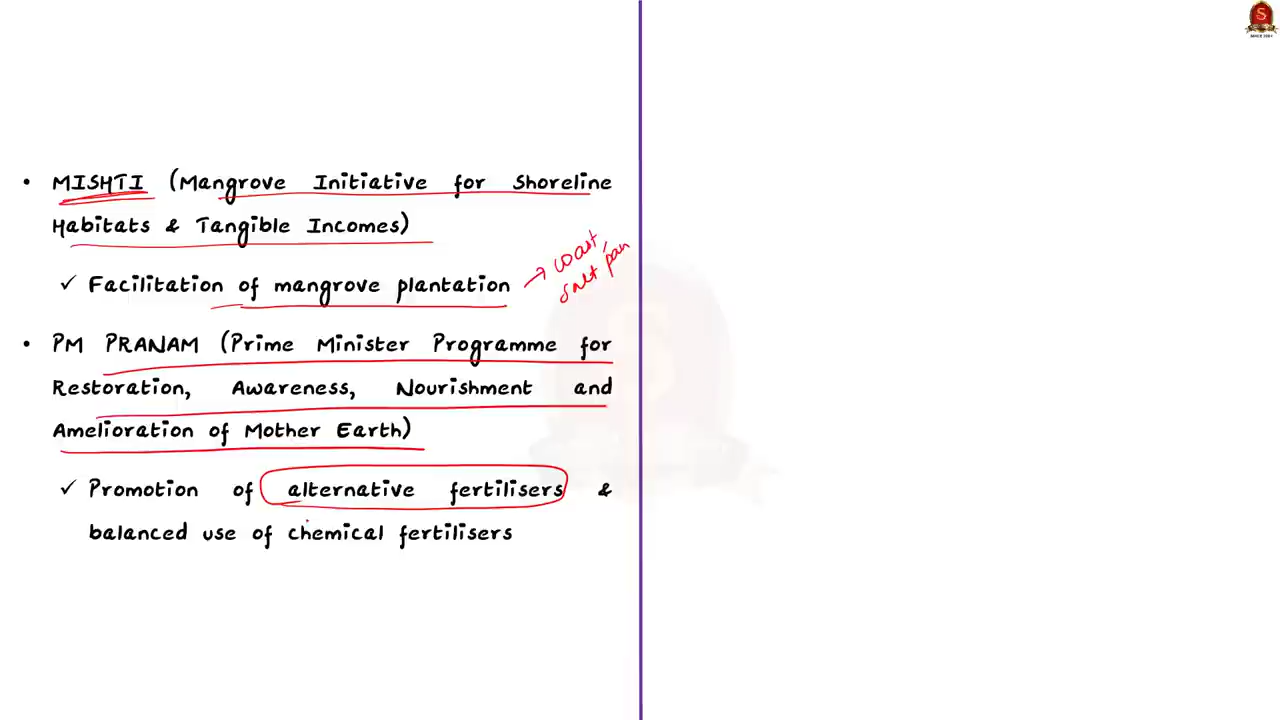 • MISHTI (Mangrove Initiative for Shoreline
Habitats & Tangible Incomes)
✓ Facilitation of mangrove plantation
→ coast,
salt pan
• PM PRANAM (Prime Minister Programme for
Restoration, Awareness, Nourishment and
Amelioration of Mother Earth)
✓ Promotion of alternative fertilisers &
balanced use of chemical fertilisers
S